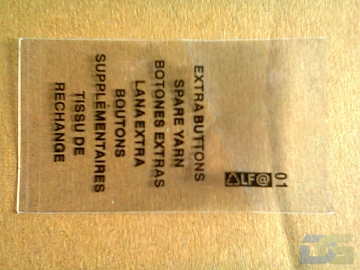 EXTRA BUTTONS
SPARE YARN
BOTONES EXTRAS
LANA EXTRA
BOUTONS
SUPPLÉMENTAIRES
TISSU DE
RECHANGE
LF@
01